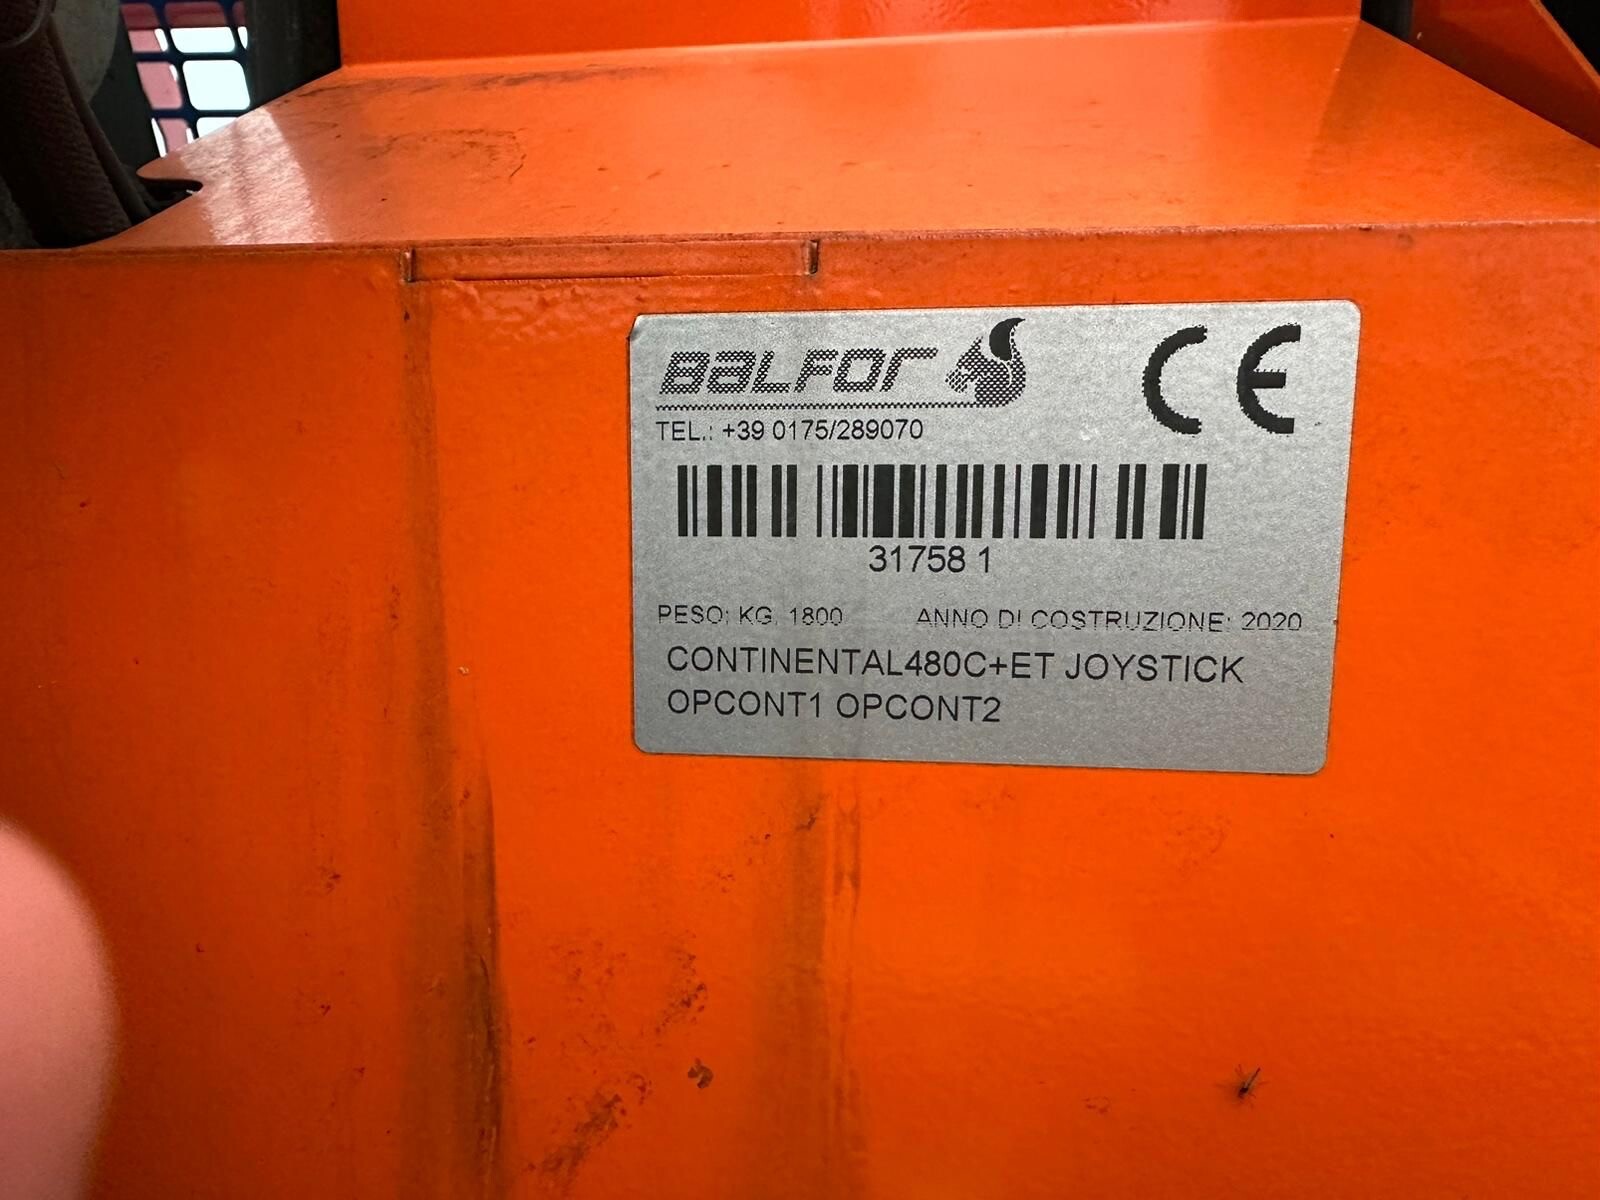 BALFOR
CE
TEL.: +39 0175/289070
31758 1
PESO: KG. 1800 ANNO DI COSTRUZIONE: 2020
CONTINENTAL480C+ET JOYSTICK
OPCONT1 OPCONT2